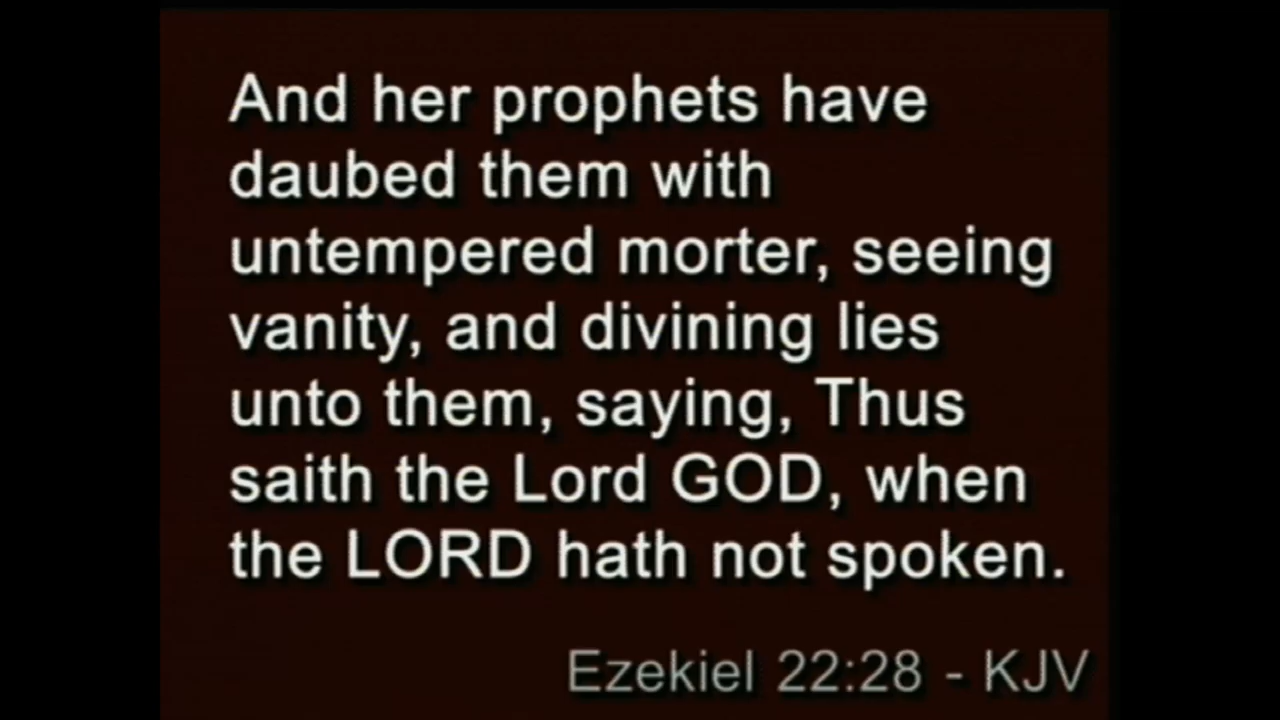 And her prophets have
daubed them with
untempered morter, seeing
vanity, and divining lies
unto them, saying, Thus
saith the Lord GOD, when
the LORD hath not spoken.
Ezekiel 22:28 - KJV